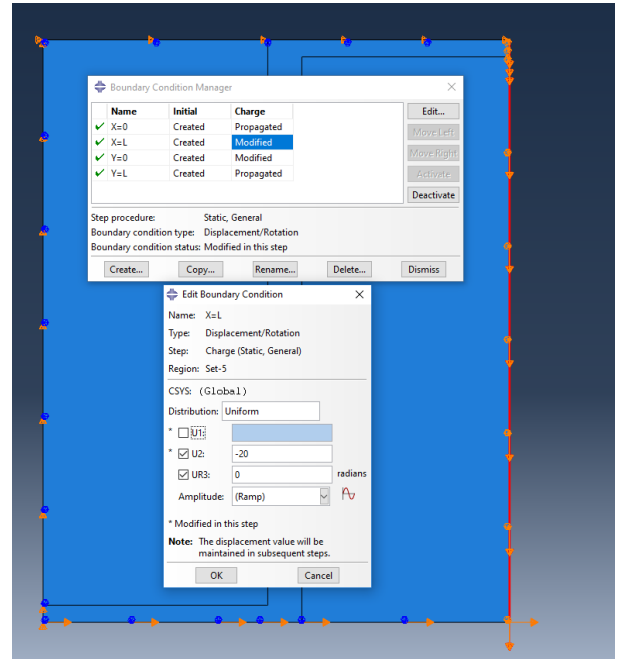 Boundary Condition Manager
Name Initial Charge
X=0 Created Propagated
X=L Created Modified
Y=0 Created Modified
Y=L Created Propagated
Edit...
Move Left
Move Right
Activate
Deactivate
Step procedure: Static, General
Boundary condition type: Displacement/Rotation
Boundary condition status: Modified in this step
Create... Copy... Rename... Delete... Dismiss
Edit Boundary Condition
Name: X=L
Type: Displacement/Rotation
Step: Charge (Static, General)
Region: Set-5
CSYS: (Global)
Distribution: Uniform
* U1:
* U2: -20
UR3: 0 radians
Amplitude: (Ramp)
* Modified in this step
Note: The displacement value will be
maintained in subsequent steps.
OK Cancel